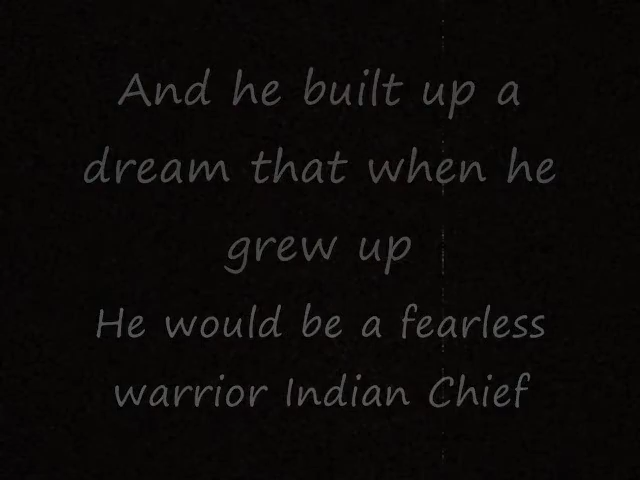 And he built up a
dream that when he
grew up
He would be a fearless
warrior Indian Chief